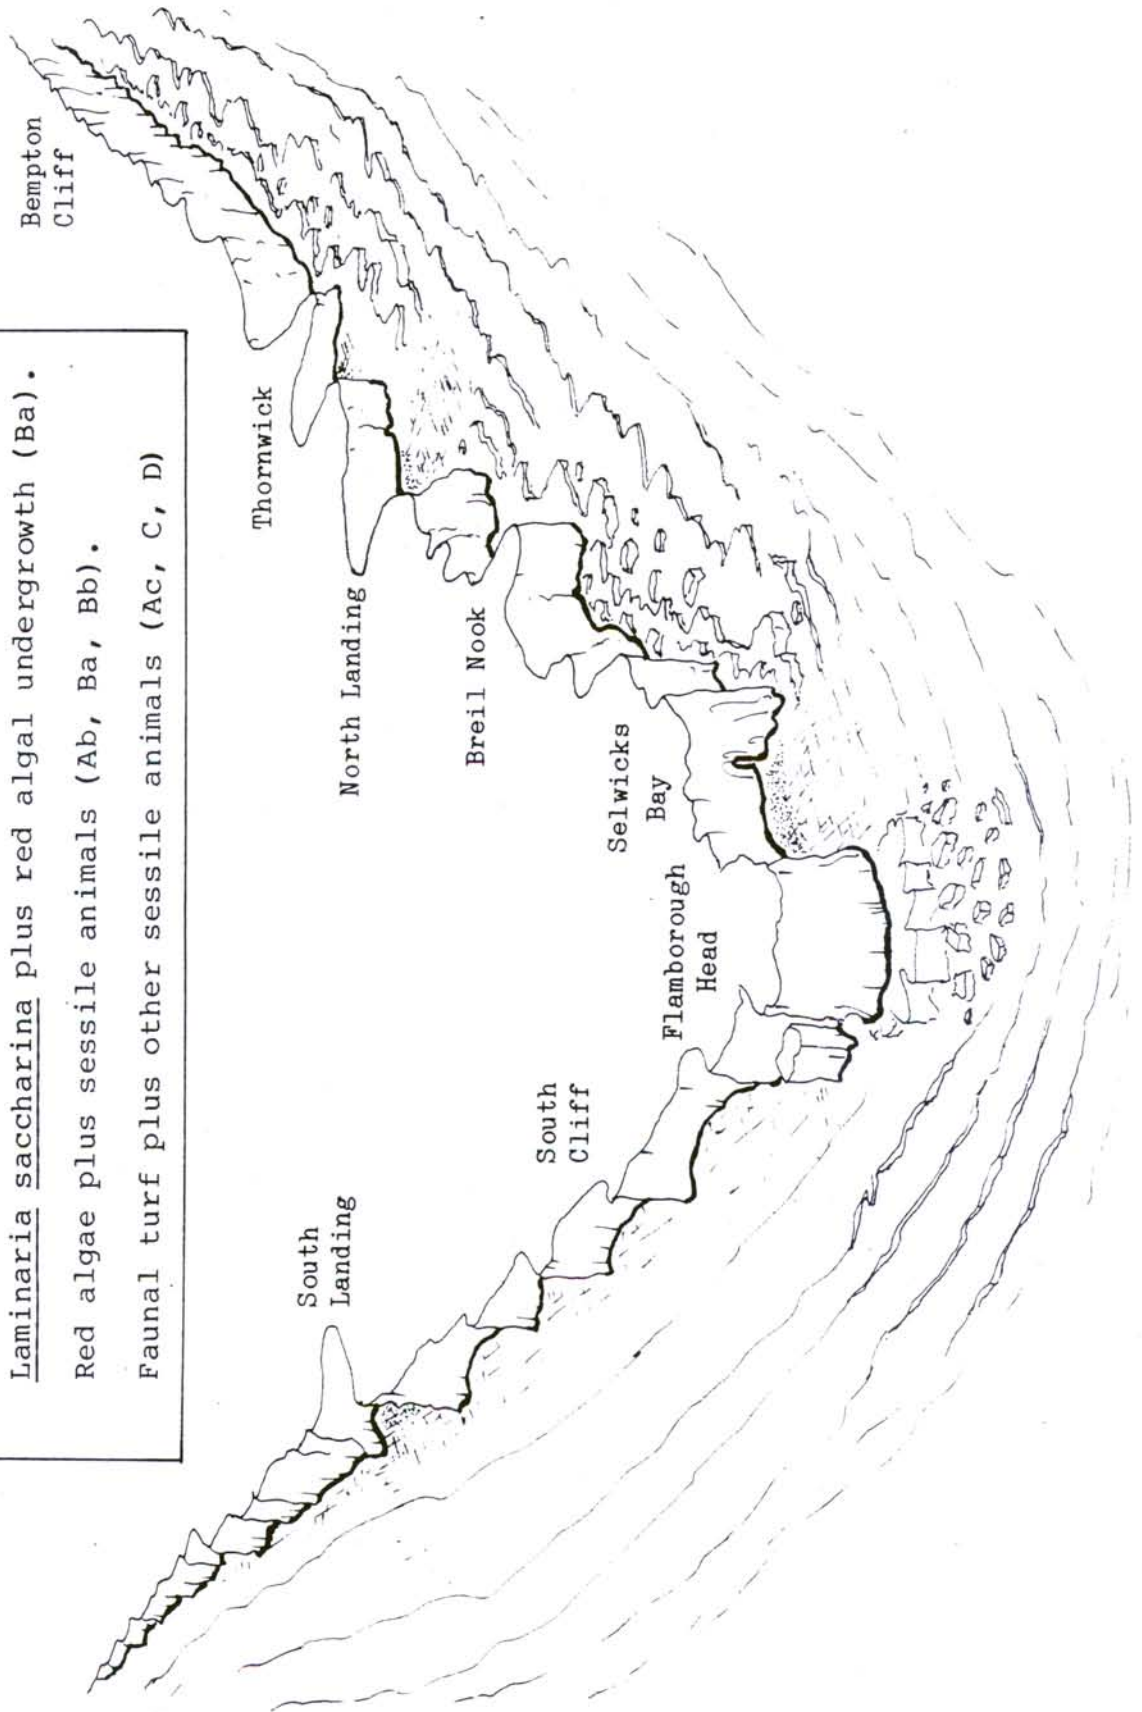 Laminaria saccharina plus red algal undergrowth (Ba).
Red algae plus sessile animals (Ab, Ba, Bb).
Faunal turf plus other sessile animals (Ac, C, D)
South
Landing
South
Cliff
Flamborough
Head
Selwicks
Bay
Breil Nook
North Landing
Thornwick
Bempton
Cliff